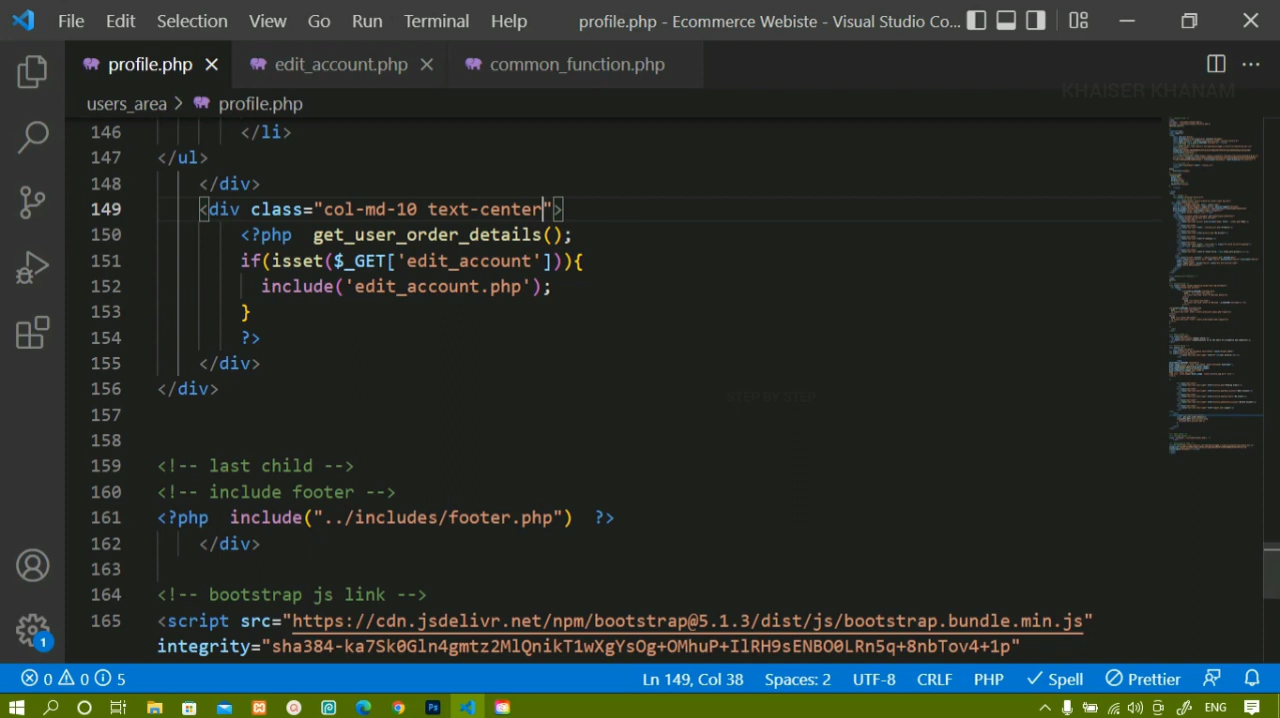 File Edit Selection View Go Run Terminal Help profile.php - Ecommerce Webiste - Visual Studio Co...
profile.php edit_account.php common_function.php
KHAISER KHANAM
users_area > profile.php
146 </li>
147 </ul>
148 </div>
149 <div class="col-md-10 text-center">
150 <?php get_user_order_details();
151 if(isset($_GET['edit_account'])){
152 include('edit_account.php');
153 }
154 ?>
155 </div>
156 </div>
STEP BY STEP
157
158
159 <!-- last child -->
160 <!-- include footer -->
161 <?php include("../includes/footer.php") ?>
162 </div>
163
164 <!-- bootstrap js link -->
165 <script src="https://cdn.jsdelivr.net/npm/bootstrap@5.1.3/dist/js/bootstrap.bundle.min.js"
integrity="sha384-ka7Sk0Gln4gmtz2MlQnikT1wXgYsOg+OMhuP+IlRH9sENBO0LRn5q+8nbTov4+1p"
1
0 0 5 Ln 149, Col 38 Spaces: 2 UTF-8 CRLF PHP Spell Prettier
ENG